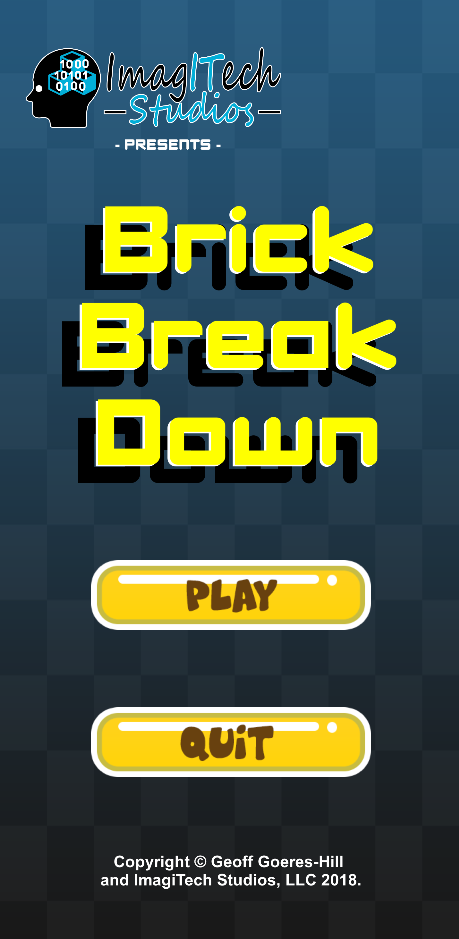 1000
10101
0100
ImagITech
Studios
- PRESENTS -
Brick
Break
Down
PLAY
QUiT
Copyright © Geoff Goeres-Hill
and ImagiTech Studios, LLC 2018.